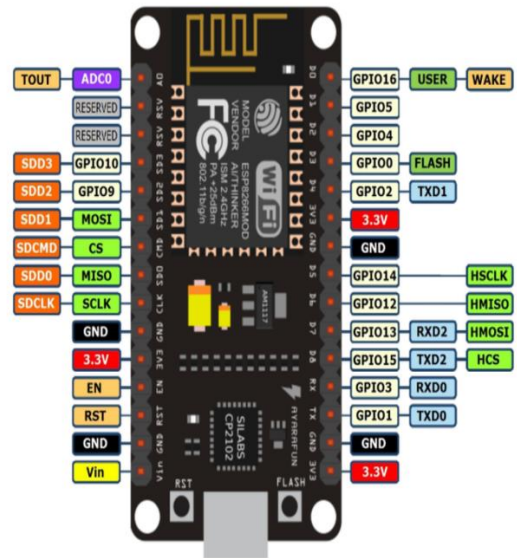 TOUT ADC0 A0
RESERVED RSV
RESERVED RSV
SDD3 GPIO10 SD3
SDD2 GPIO9 SD2
SDD1 MOSI SD1
SDCMD CS CMD
SDD0 MISO SD0
SDCLK SCLK CLK
GND GND
3.3V 3V3
EN EN
RST RST
GND GND
Vin Vin
MODEL
VENDOR
ESP8266MOD
AI/THINKER
ISM 2.4GHz
PA +25dBm
802.11b/g/n
FC
Wi Fi
AM1117
SILABS
CP2102
AYARAFUN
RST
FLASH
D0 GPIO16 USER WAKE
D1 GPIO5
D2 GPIO4
D3 GPIO0 FLASH
D4 GPIO2 TXD1
3V3 3.3V
GND GND
D5 GPIO14 HSCLK
D6 GPIO12 HMISO
D7 GPIO13 RXD2 HMOSI
D8 GPIO15 TXD2 HCS
RX GPIO3 RXD0
TX GPIO1 TXD0
GND GND
3V3 3.3V